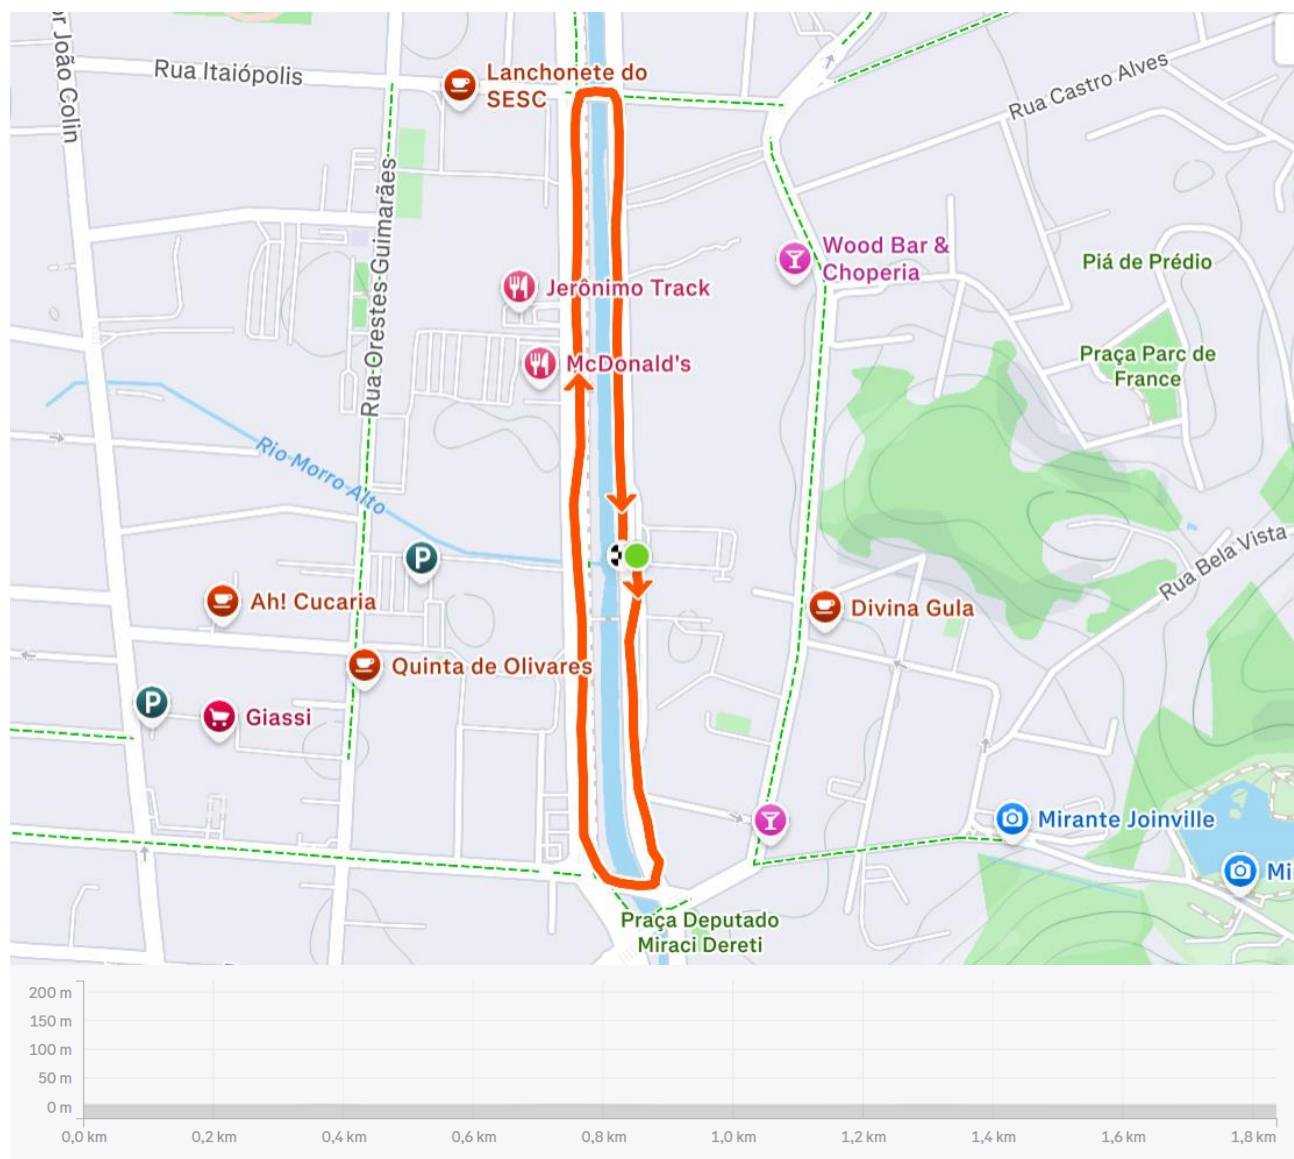 or João Colin
Rua Itaiópolis
Lanchonete do
SESC
Rua Castro Alves
Rua Orestes Guimarães
Wood Bar &
Choperia
Piá de Prédio
Jerônimo Track
McDonald's
Praça Parc de
France
Rio Morro Alto
P
Rua Bela Vista
Ah! Cucaria
Divina Gula
Quinta de Olivares
P
Giassi
Mirante Joinville
Mi
Praça Deputado
Miraci Dereti
200 m
150 m
100 m
50 m
0 m
0,0 km 0,2 km 0,4 km 0,6 km 0,8 km 1,0 km 1,2 km 1,4 km 1,6 km 1,8 km